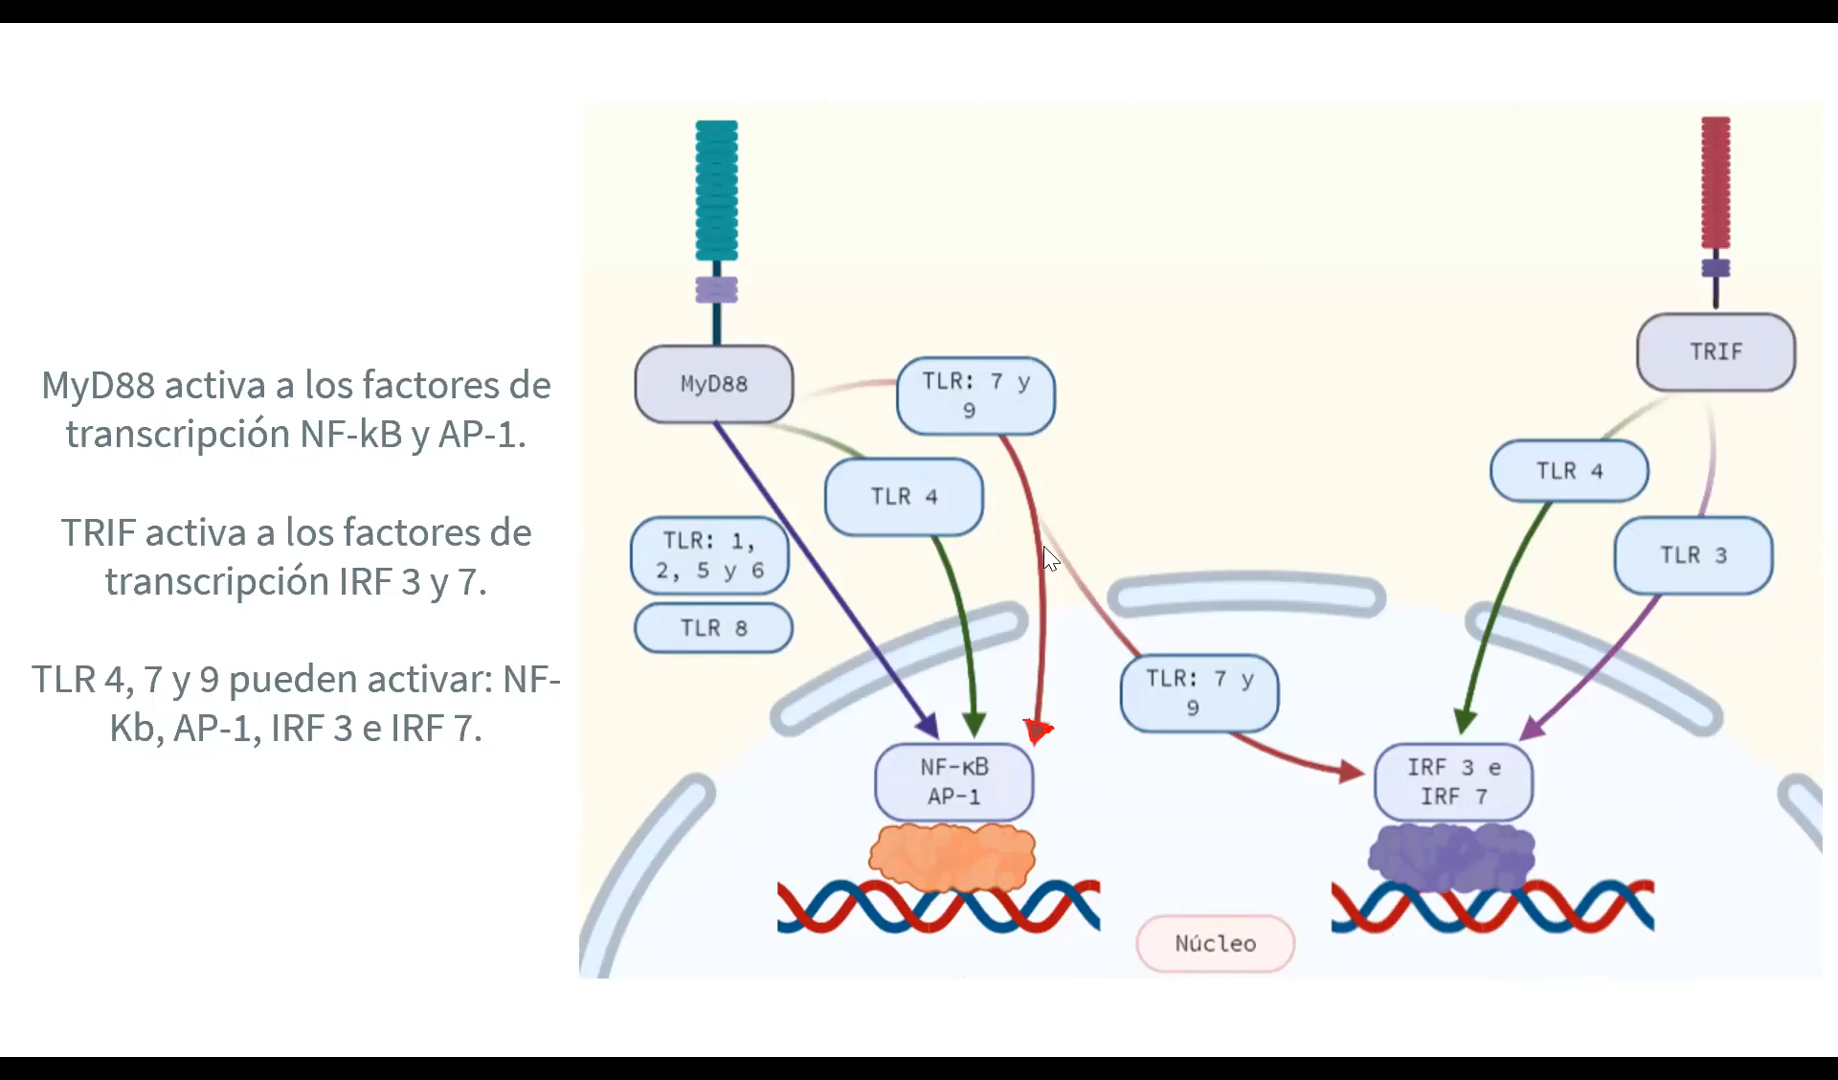 MyD88 activa a los factores de
transcripción NF-kB y AP-1.
TRIF activa a los factores de
transcripción IRF 3 y 7.
TLR 4, 7 y 9 pueden activar: NF-
Kb, AP-1, IRF 3 e IRF 7.
MyD88
TLR: 7 y
9
TLR 4
TLR: 1,
2, 5 y 6
TLR 8
TRIF
TLR 4
TLR 3
TLR: 7 y
9
NF-κB
AP-1
IRF 3 e
IRF 7
Núcleo